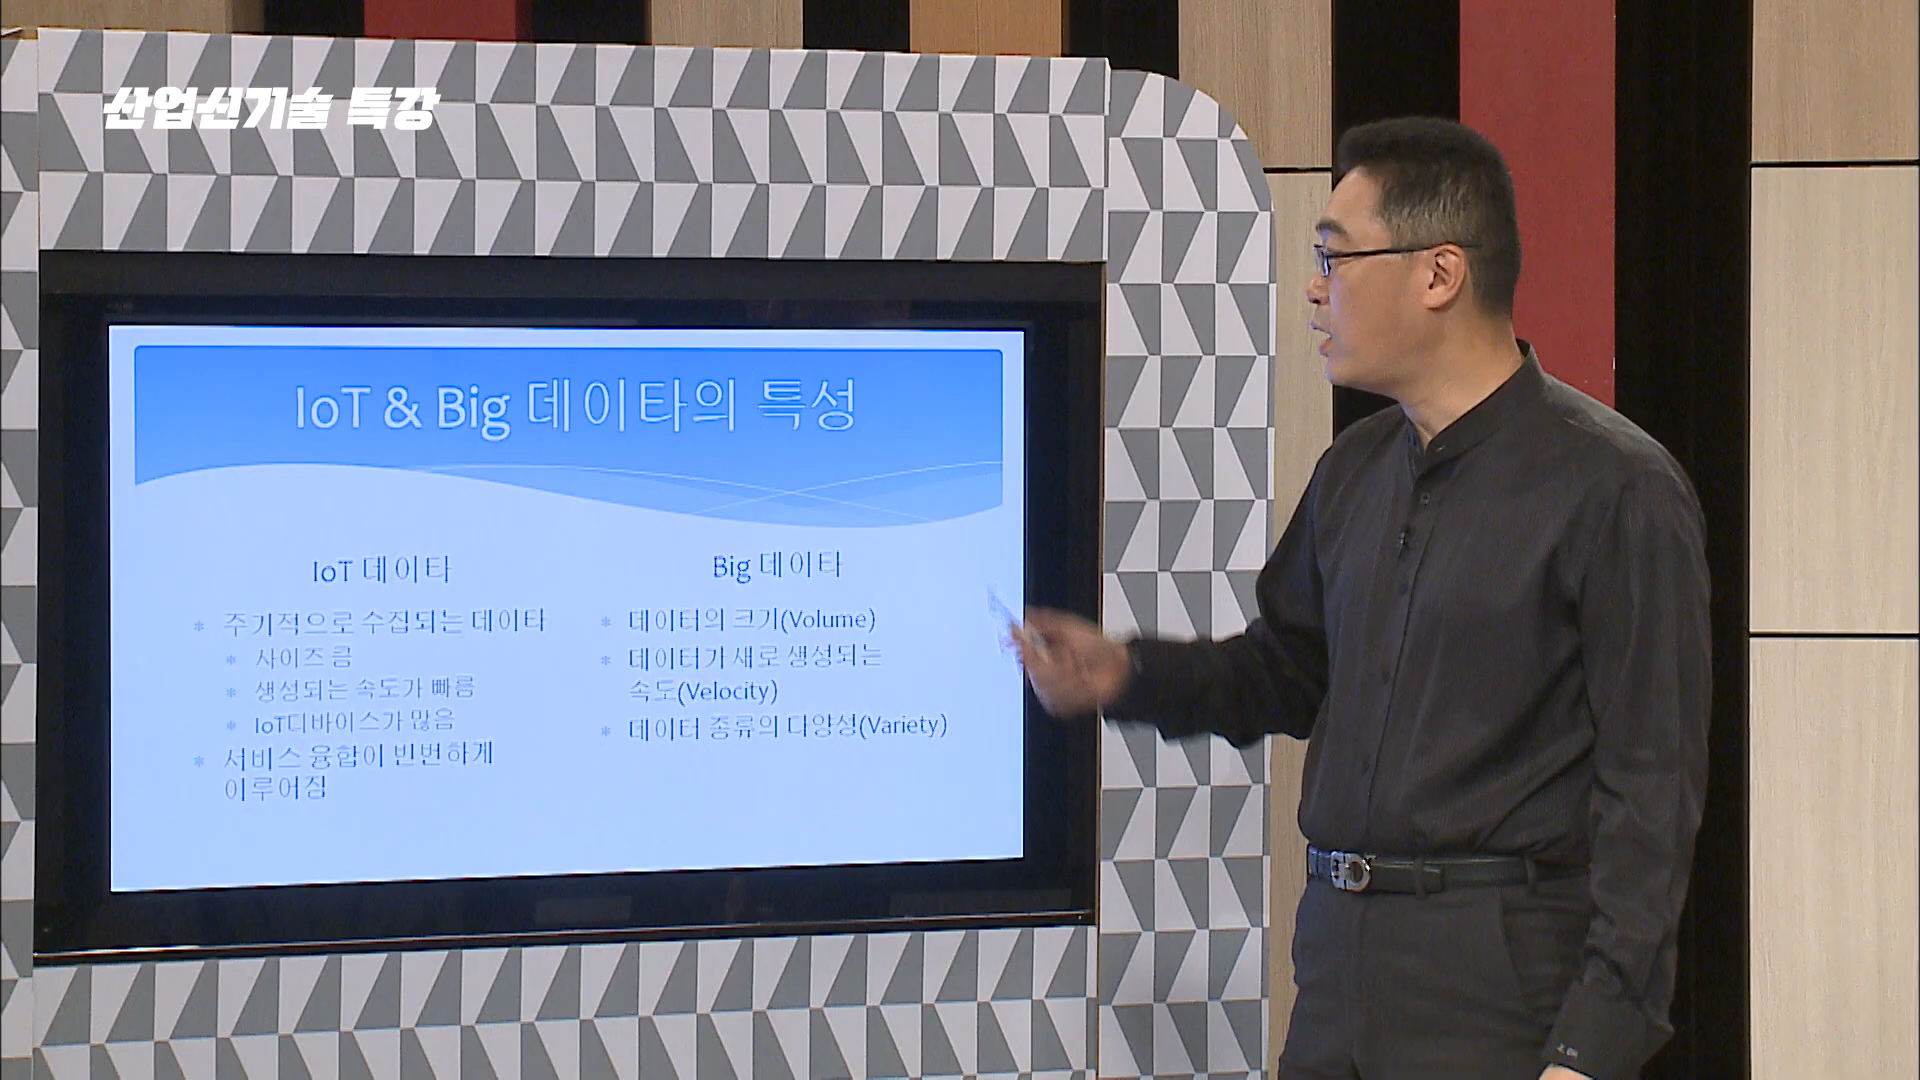 산업신기술 특강
IoT & Big 데이타의 특성
IoT 데이타
* 주기적으로 수집되는 데이타
* 사이즈 큼
* 생성되는 속도가 빠름
* IoT디바이스가 많음
* 서비스 융합이 빈번하게
이루어짐
Big 데이타
* 데이터의 크기(Volume)
* 데이터가 새로 생성되는
속도(Velocity)
* 데이터 종류의 다양성(Variety)